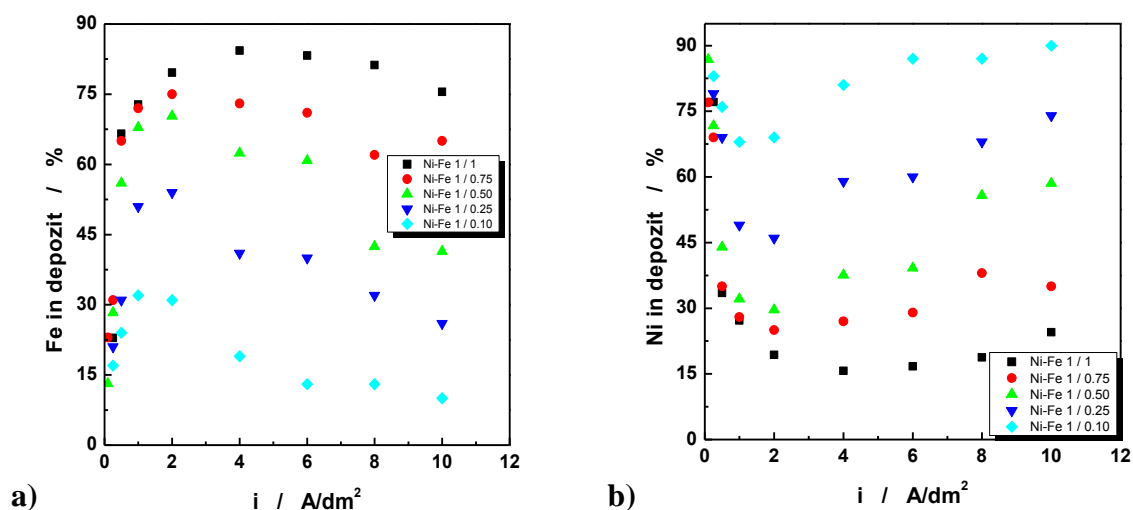 90
75
60
45
30
15
0
Fe in depozit / %
Ni-Fe 1 / 1
Ni-Fe 1 / 0.75
Ni-Fe 1 / 0.50
Ni-Fe 1 / 0.25
Ni-Fe 1 / 0.10
0 2 4 6 8 10 12
i / A/dm²
a)
90
75
60
45
30
15
0
Ni in depozit / %
Ni-Fe 1 / 1
Ni-Fe 1 / 0.75
Ni-Fe 1 / 0.50
Ni-Fe 1 / 0.25
Ni-Fe 1 / 0.10
0 2 4 6 8 10 12
i / A/dm²
b)